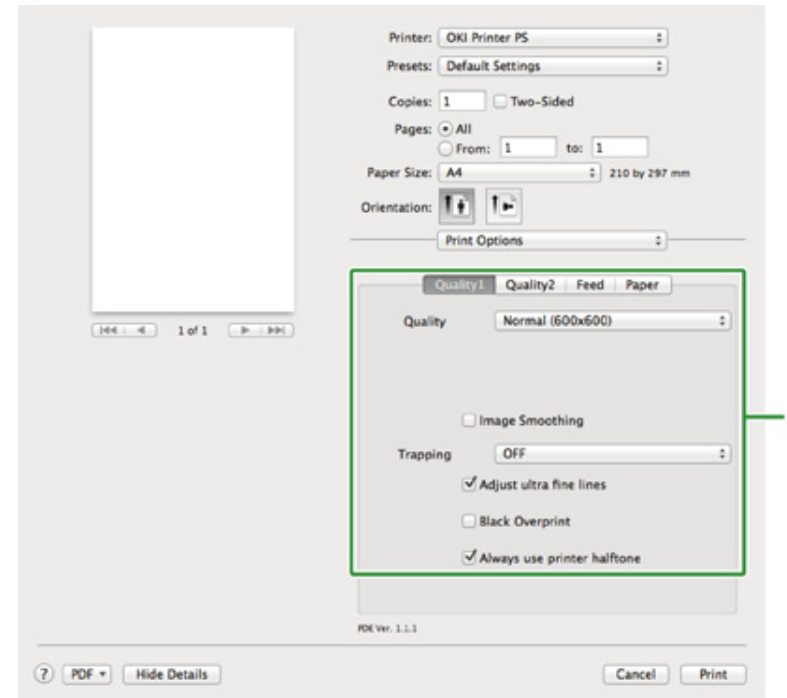 Printer: OKI Printer PS
Presets: Default Settings
Copies: 1 Two-Sided
Pages: All
From: 1 to: 1
Paper Size: A4 210 by 297 mm
Orientation:
Print Options
Quality1 Quality2 Feed Paper
Quality Normal (600x600)
1 of 1
Image Smoothing
Trapping OFF
Adjust ultra fine lines
Black Overprint
Always use printer halftone
PDE Ver. 1.1.1
? PDF Hide Details Cancel Print